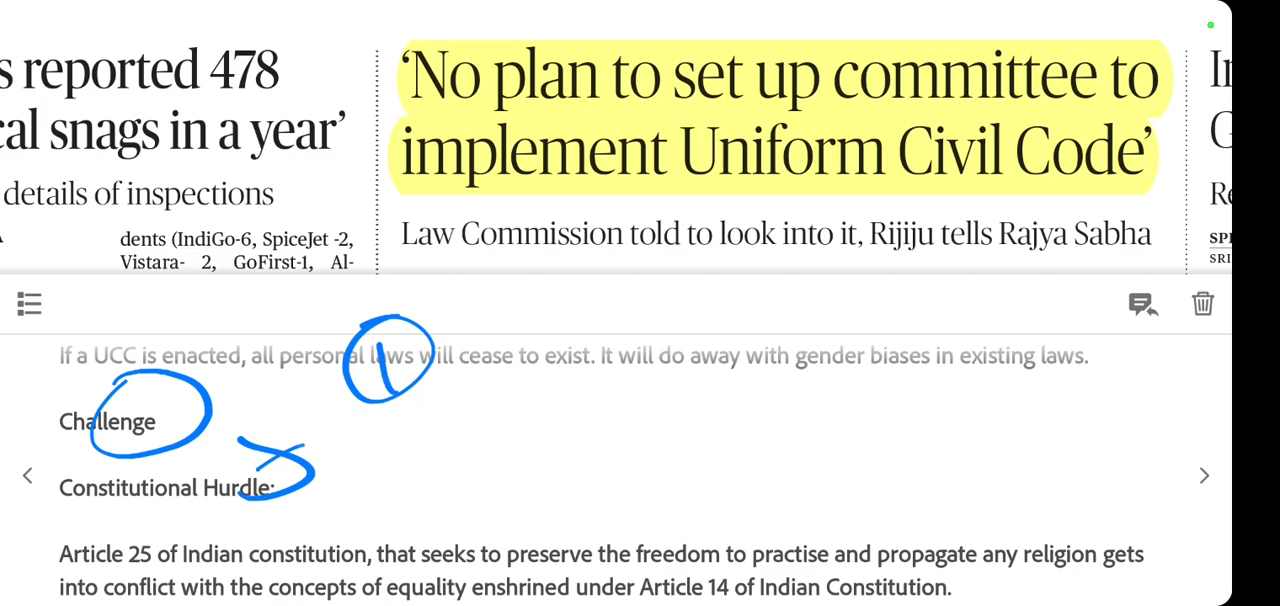 s reported 478
cal snags in a year’
details of inspections
dents (IndiGo-6, SpiceJet -2,
Vistara- 2, GoFirst-1, Al-
‘No plan to set up committee to
implement Uniform Civil Code’
Law Commission told to look into it, Rijiju tells Rajya Sabha
If a UCC is enacted, all personal laws will cease to exist. It will do away with gender biases in existing laws.
Challenge
Constitutional Hurdle:
Article 25 of Indian constitution, that seeks to preserve the freedom to practise and propagate any religion gets
into conflict with the concepts of equality enshrined under Article 14 of Indian Constitution.